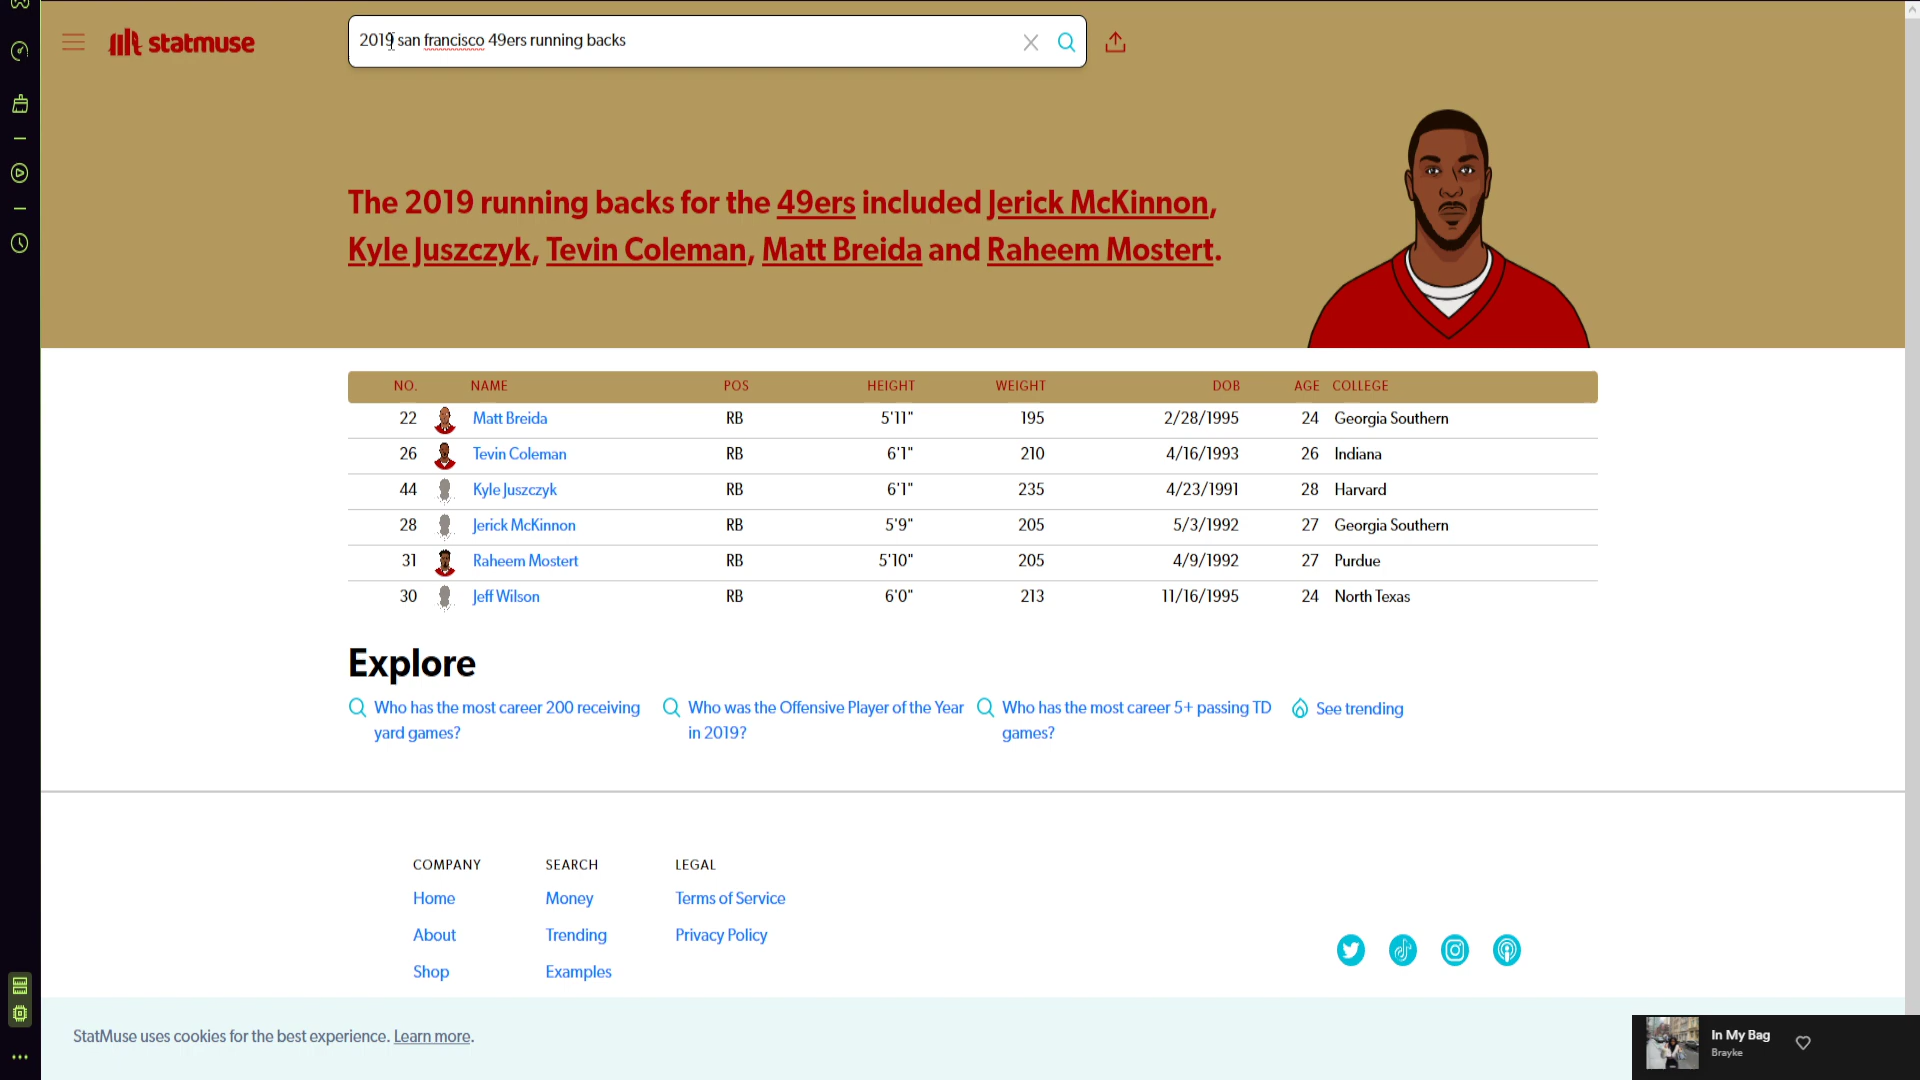 statmuse
2019 san francisco 49ers running backs
The 2019 running backs for the 49ers included Jerick McKinnon,
Kyle Juszczyk, Tevin Coleman, Matt Breida and Raheem Mostert.
NO. NAME POS HEIGHT WEIGHT DOB AGE COLLEGE
22 Matt Breida RB 5'11" 195 2/28/1995 24 Georgia Southern
26 Tevin Coleman RB 6'1" 210 4/16/1993 26 Indiana
44 Kyle Juszczyk RB 6'1" 235 4/23/1991 28 Harvard
28 Jerick McKinnon RB 5'9" 205 5/3/1992 27 Georgia Southern
31 Raheem Mostert RB 5'10" 205 4/9/1992 27 Purdue
30 Jeff Wilson RB 6'0" 213 11/16/1995 24 North Texas
Explore
Who has the most career 200 receiving
yard games?
Who was the Offensive Player of the Year
in 2019?
Who has the most career 5+ passing TD
games?
See trending
COMPANY SEARCH LEGAL
Home Money Terms of Service
About Trending Privacy Policy
Shop Examples
StatMuse uses cookies for the best experience. Learn more.
In My Bag
Brayke